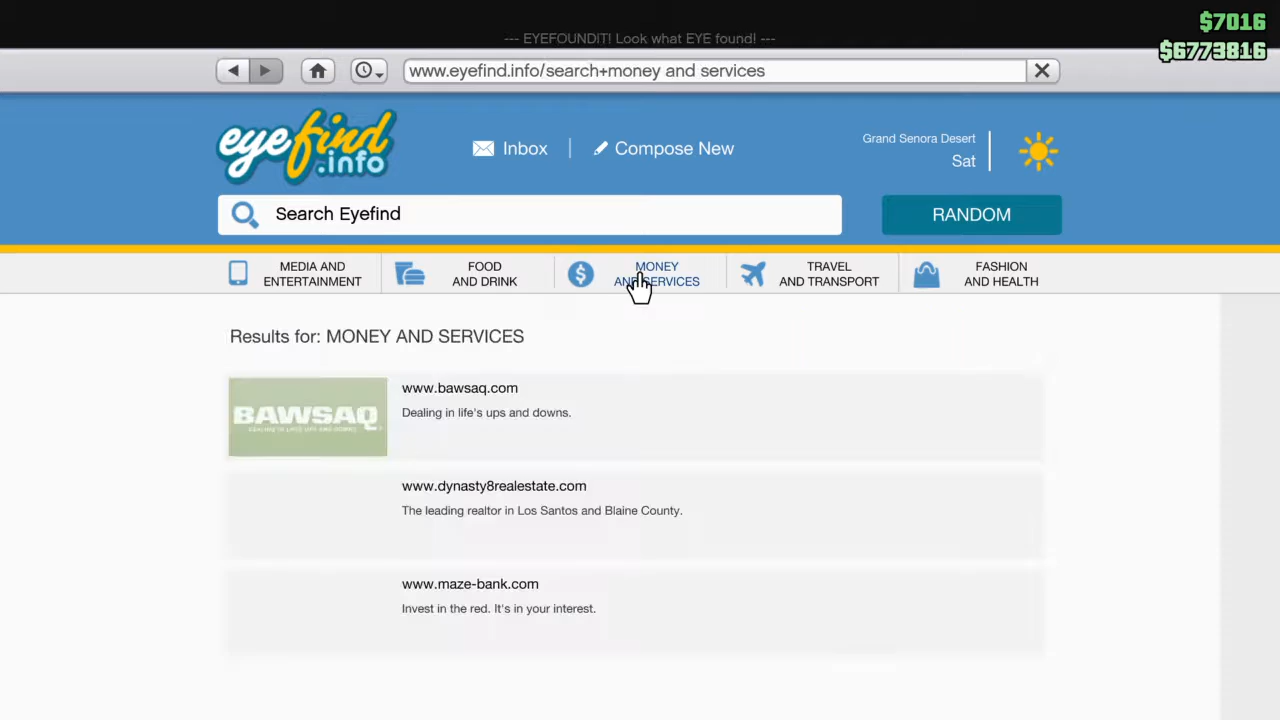 $7016
--- EYEFOUNDIT! Look what EYE found! ---
$6773816
www.eyefind.info/search+money and services
eyefind
.info
Inbox
Compose New
Grand Senora Desert
Sat
Search Eyefind
RANDOM
MEDIA AND
ENTERTAINMENT
FOOD
AND DRINK
MONEY
AND SERVICES
TRAVEL
AND TRANSPORT
FASHION
AND HEALTH
Results for: MONEY AND SERVICES
BAWSAQ
www.bawsaq.com
Dealing in life's ups and downs.
www.dynasty8realestate.com
The leading realtor in Los Santos and Blaine County.
www.maze-bank.com
Invest in the red. It's in your interest.